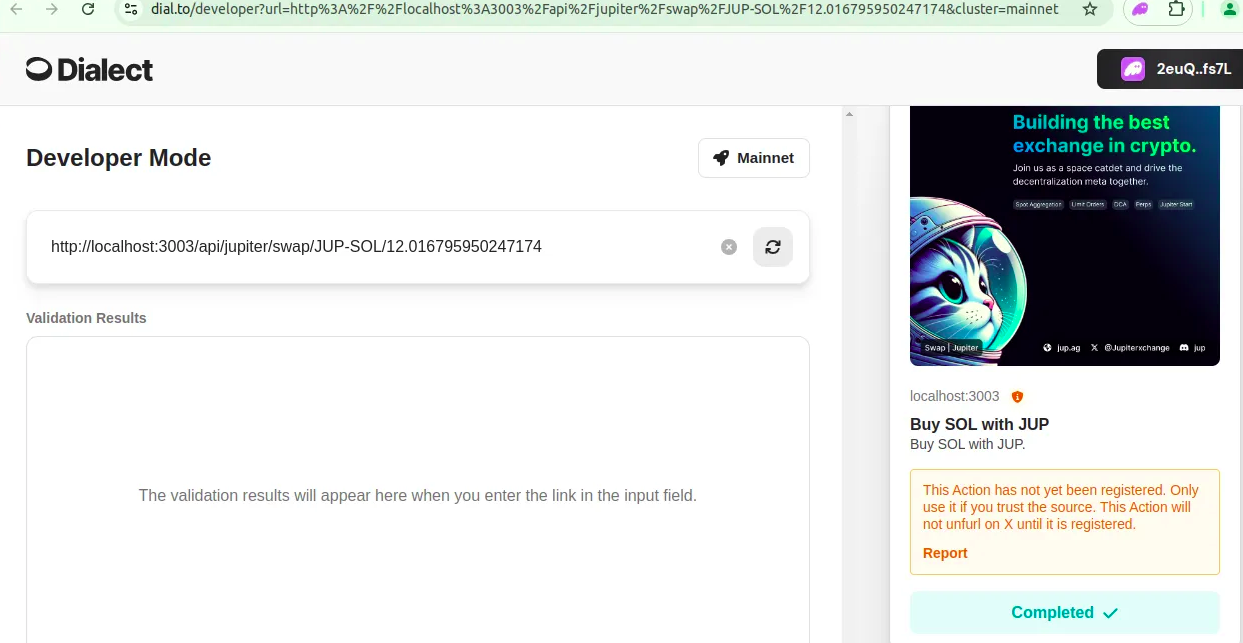 dial.to/developer?url=http%3A%2F%2Flocalhost%3A3003%2Fapi%2Fjupiter%2Fswap%2FJUP-SOL%2F12.016795950247174&cluster=mainnet
Dialect
2euQ..fs7L
Developer Mode
Mainnet
http://localhost:3003/api/jupiter/swap/JUP-SOL/12.016795950247174
Validation Results
The validation results will appear here when you enter the link in the input field.
Building the best
exchange in crypto.
Join us as a space catdet and drive the
decentralization meta together.
Spot Aggregation Limit Orders DCA Perps Jupiter Start
Swap | Jupiter jup.ag @Jupiterxchange jup
localhost:3003
Buy SOL with JUP
Buy SOL with JUP.
This Action has not yet been registered. Only
use it if you trust the source. This Action will
not unfurl on X until it is registered.
Report
Completed